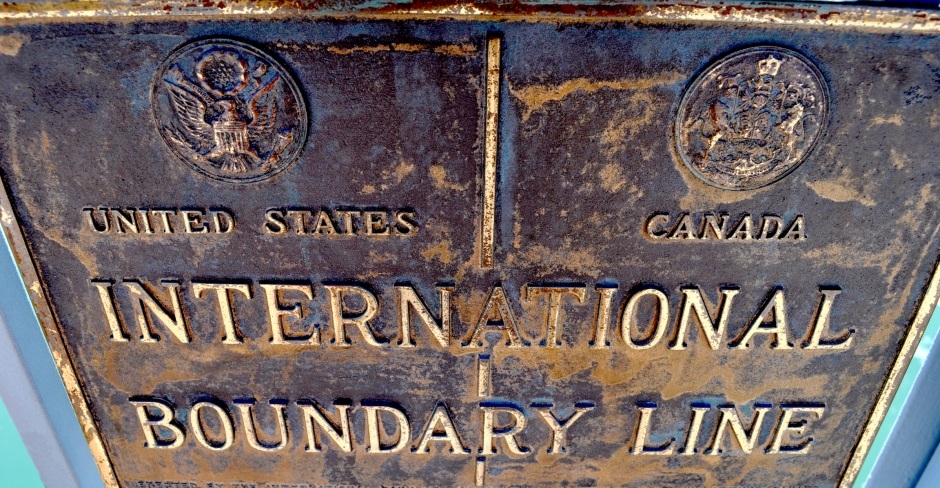 UNITED STATES
CANADA
INTERNATIONAL
BOUNDARY LINE